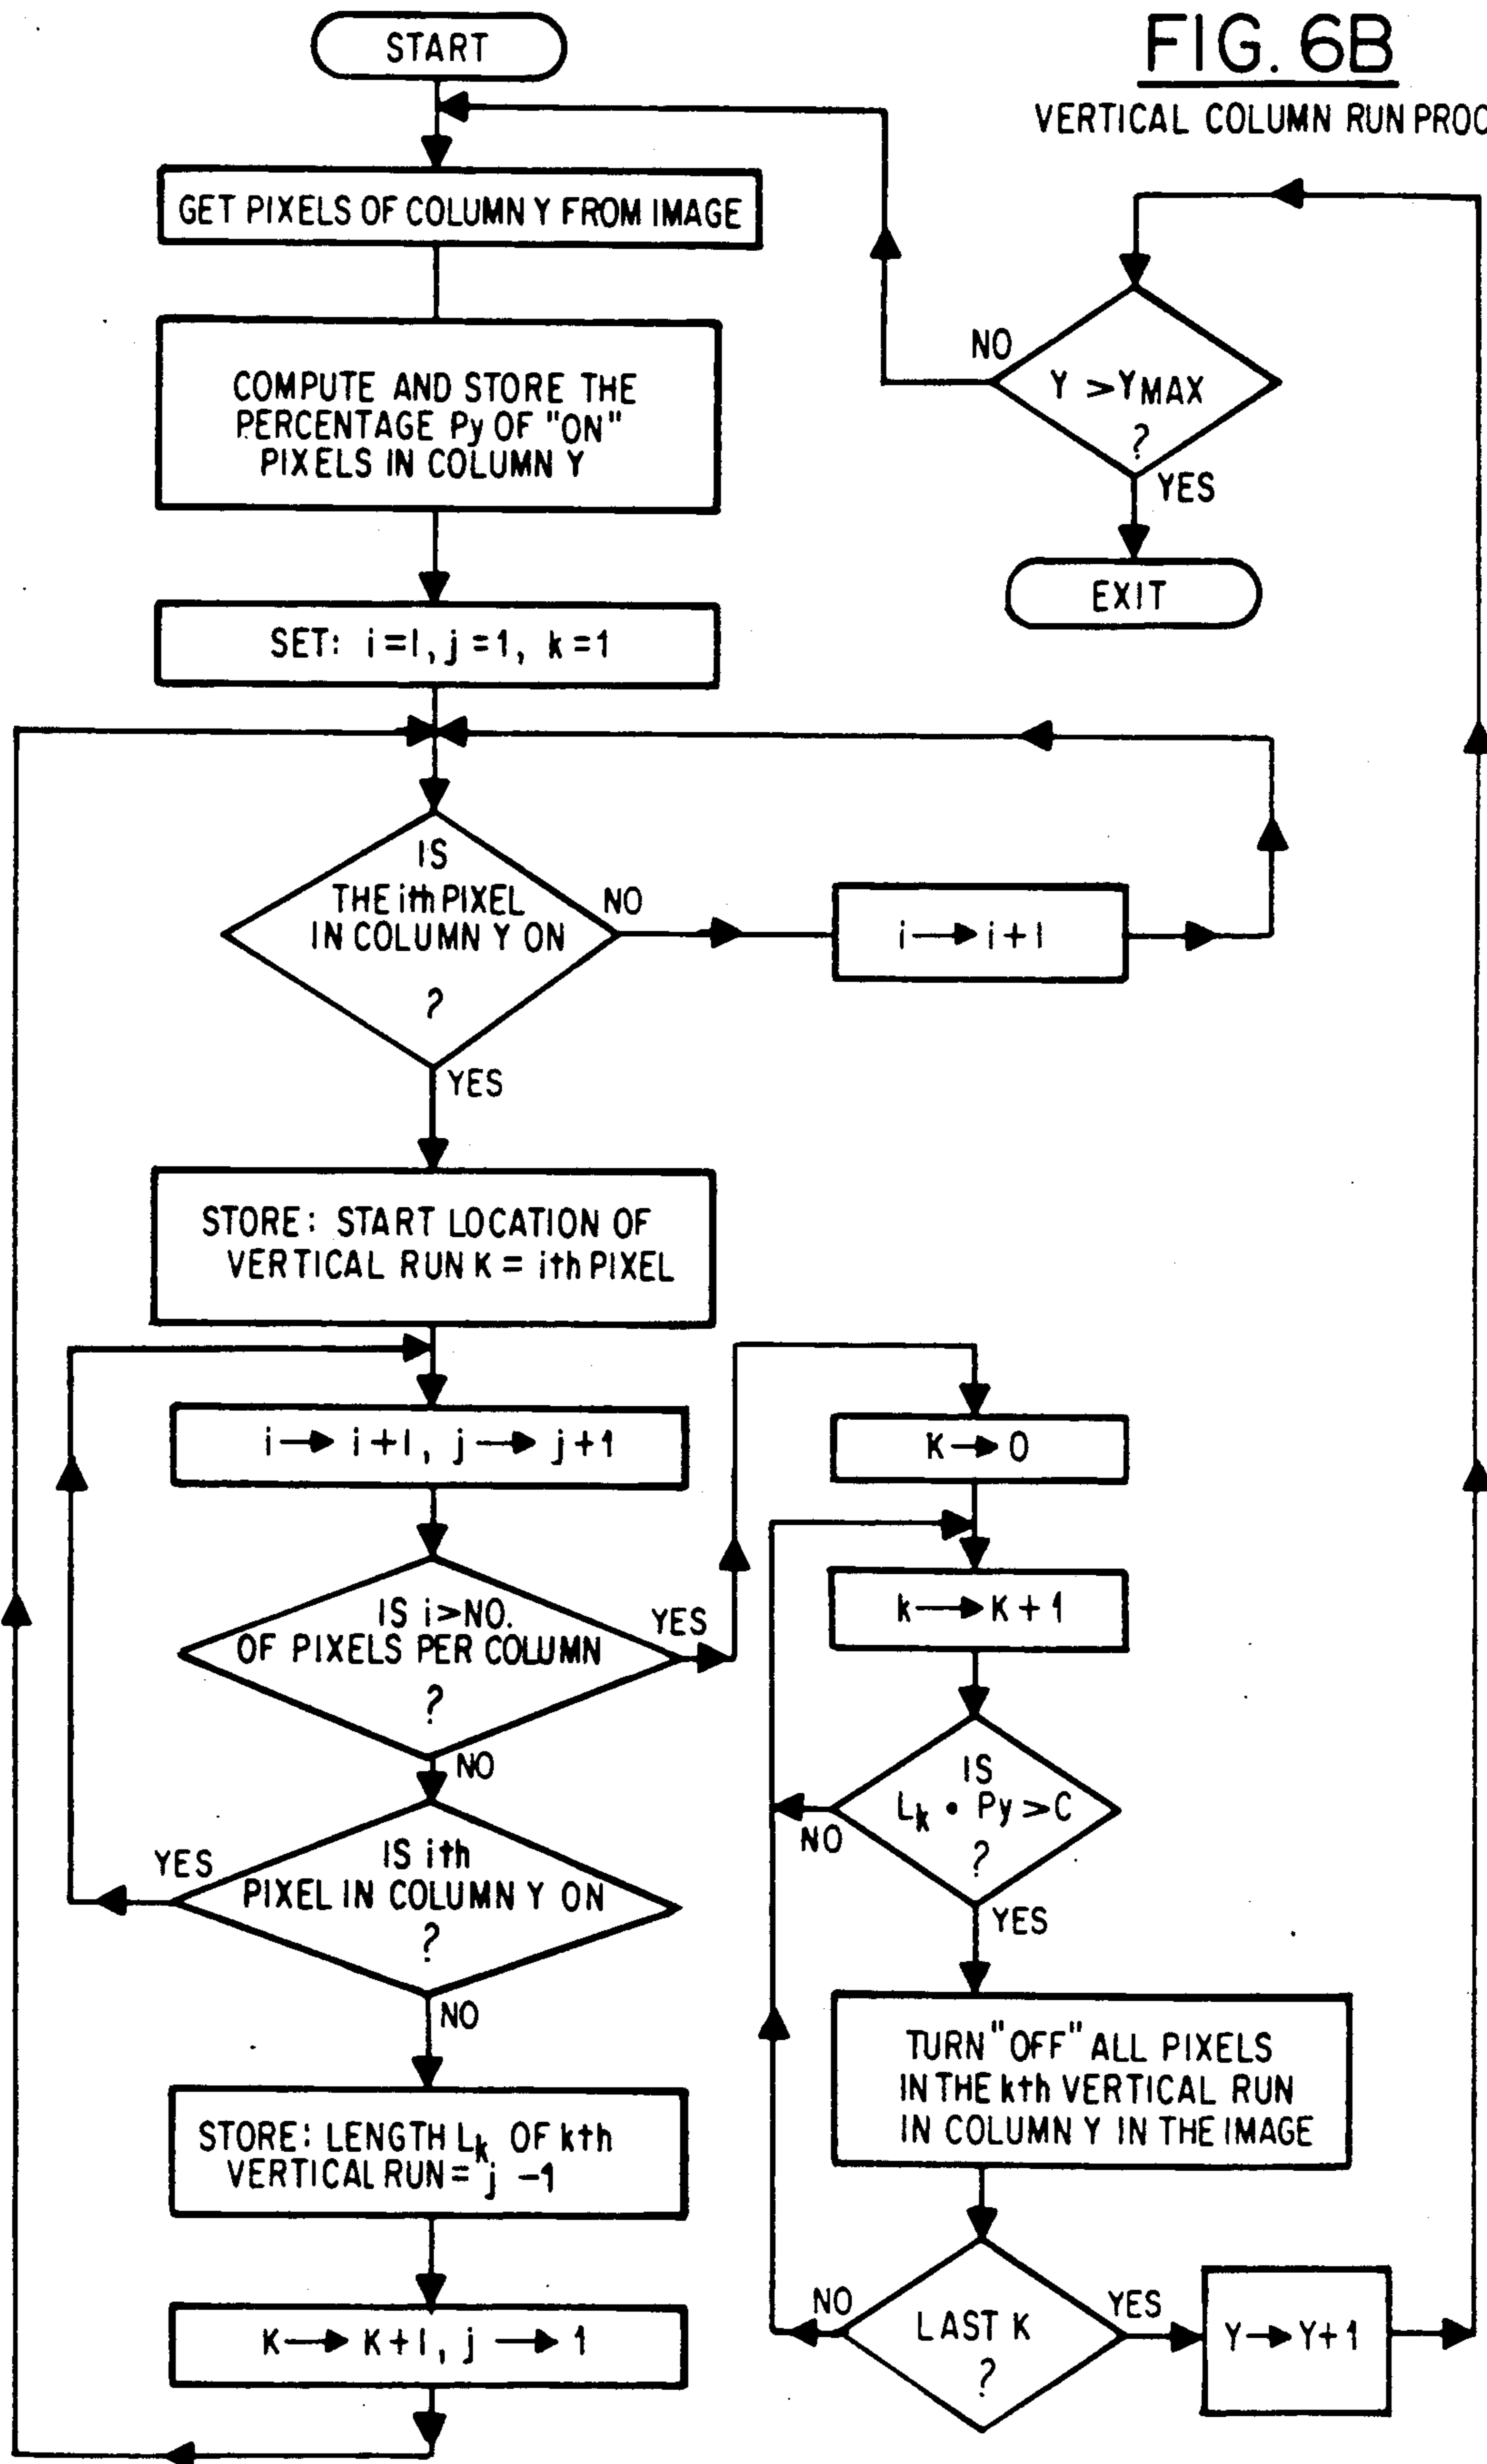 FIG. 6B
VERTICAL COLUMN RUN PROC
START
GET PIXELS OF COLUMN Y FROM IMAGE
COMPUTE AND STORE THE
PERCENTAGE Py OF "ON"
PIXELS IN COLUMN Y
SET: i=1, j=1, k=1
IS
THE ith PIXEL
IN COLUMN Y ON
?
NO
i → i+1
YES
STORE: START LOCATION OF
VERTICAL RUN K = ith PIXEL
i → i+1, j → j+1
IS i>NO.
OF PIXELS PER COLUMN
?
YES
NO
IS ith
PIXEL IN COLUMN Y ON
?
YES
NO
STORE: LENGTH Lk OF kth
VERTICAL RUN = j -1
K → K+1, j → 1
K → 0
k → K+1
IS
Lk • Py > C
?
NO
YES
TURN "OFF" ALL PIXELS
IN THE kth VERTICAL RUN
IN COLUMN Y IN THE IMAGE
LAST K
?
NO
YES
Y → Y+1
Y > YMAX
?
NO
YES
EXIT